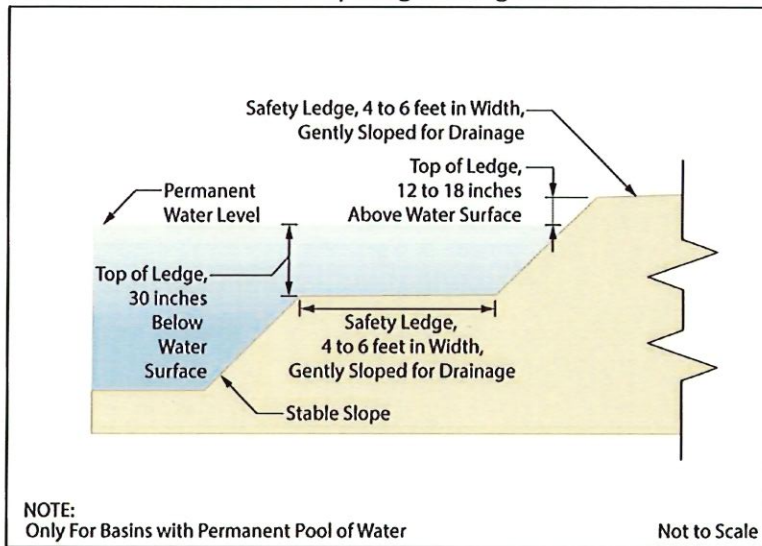 Safety Ledge, 4 to 6 feet in Width,
Gently Sloped for Drainage
Top of Ledge,
12 to 18 inches
Above Water Surface
Permanent
Water Level
Top of Ledge,
30 inches
Below
Water
Surface
Safety Ledge,
4 to 6 feet in Width,
Gently Sloped for Drainage
Stable Slope
NOTE:
Only For Basins with Permanent Pool of Water
Not to Scale